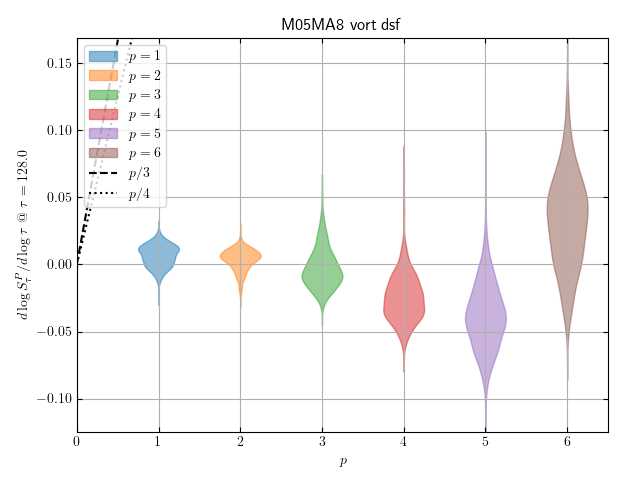 M05MA8 vort dsf
p = 1
p = 2
p = 3
p = 4
p = 5
p = 6
p/3
p/4
d log S_τ^P / d log τ @ τ = 128.0
0.15
0.10
0.05
0.00
−0.05
−0.10
0 1 2 3 4 5 6
p